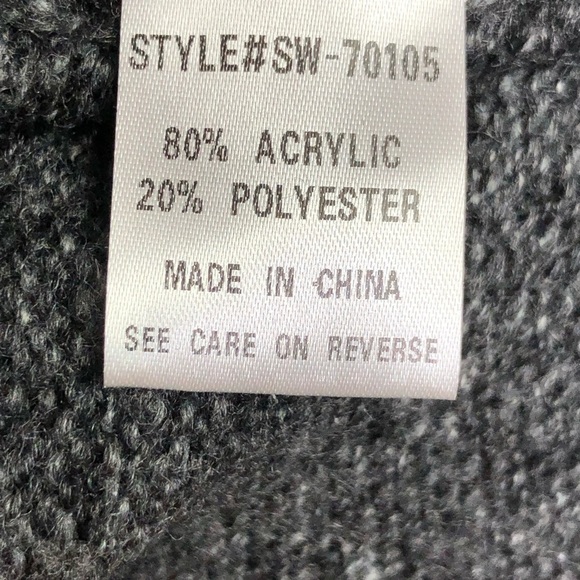 STYLE#SW-70105
80% ACRYLIC
20% POLYESTER
MADE IN CHINA
SEE CARE ON REVERSE